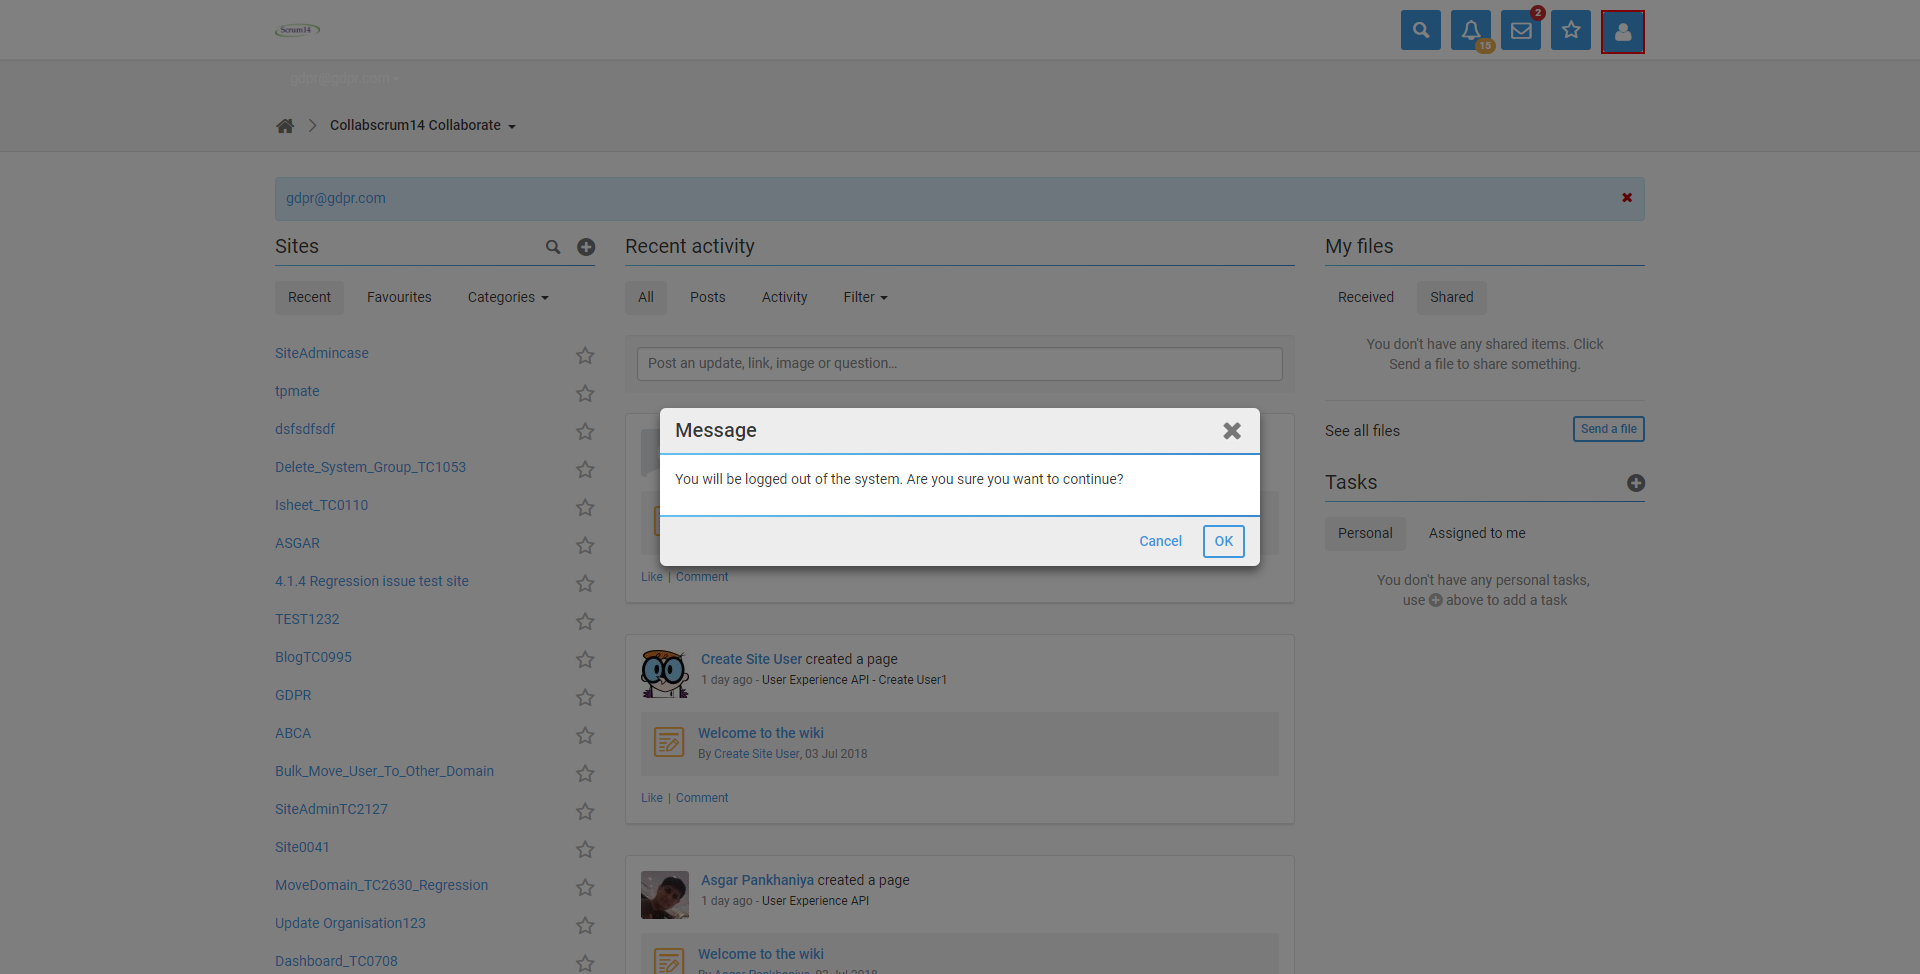 Scrum14
15
2
gdpr@gdpr.com
Collabscrum14 Collaborate
gdpr@gdpr.com
Sites
Recent
Favourites
Categories
SiteAdmincase
tpmate
dsfsdfsdf
Delete_System_Group_TC1053
Isheet_TC0110
ASGAR
4.1.4 Regression issue test site
TEST1232
BlogTC0995
GDPR
ABCA
Bulk_Move_User_To_Other_Domain
SiteAdminTC2127
Site0041
MoveDomain_TC2630_Regression
Update Organisation123
Dashboard_TC0708
Recent activity
All
Posts
Activity
Filter
Post an update, link, image or question...
Message
You will be logged out of the system. Are you sure you want to continue?
Cancel
OK
Like | Comment
Create Site User created a page
1 day ago - User Experience API - Create User1
Welcome to the wiki
By Create Site User, 03 Jul 2018
Like | Comment
Asgar Pankhaniya created a page
1 day ago - User Experience API
Welcome to the wiki
By Asgar Pankhaniya, 03 Jul 2018
My files
Received
Shared
You don't have any shared items. Click
Send a file to share something.
See all files
Send a file
Tasks
Personal
Assigned to me
You don't have any personal tasks,
use above to add a task